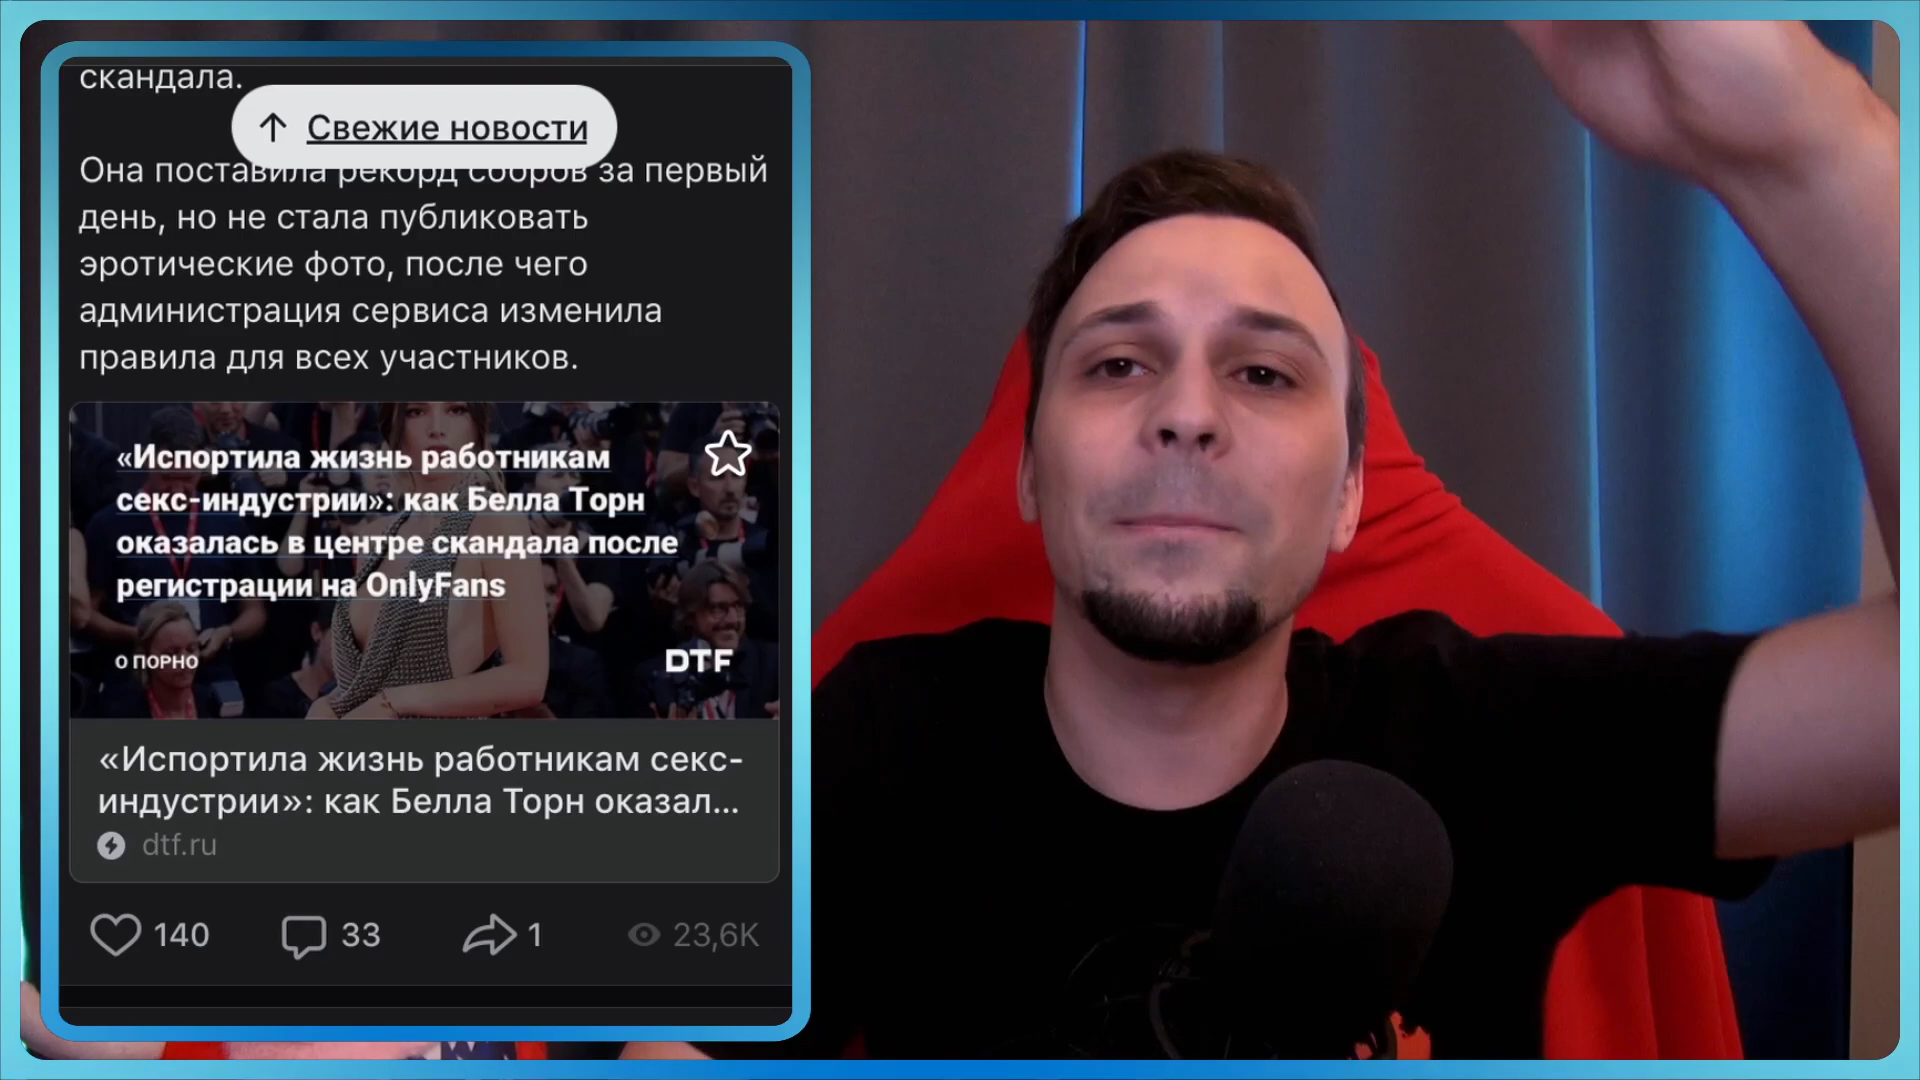 скандала.
↑ Свежие новости
Она поставила рекорд сборов за первый
день, но не стала публиковать
эротические фото, после чего
администрация сервиса изменила
правила для всех участников.
«Испортила жизнь работникам
секс-индустрии»: как Белла Торн
оказалась в центре скандала после
регистрации на OnlyFans
О ПОРНО
DTF
«Испортила жизнь работникам секс-
индустрии»: как Белла Торн оказал...
dtf.ru
140 33 1 23,6K